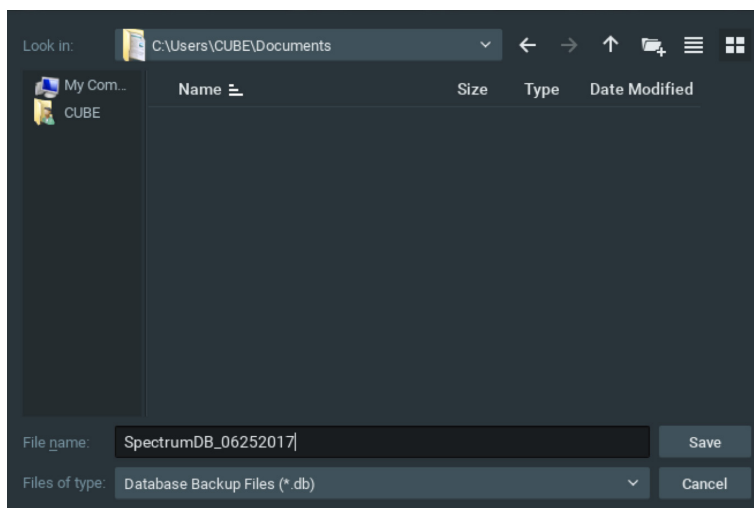 Look in: C:\Users\CUBE\Documents
My Com...
CUBE
Name Size Type Date Modified
File name: SpectrumDB_06252017 Save
Files of type: Database Backup Files (*.db) Cancel